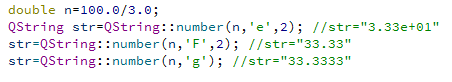 double n=100.0/3.0;
QString str=QString::number(n,'e',2); //str="3.33e+01"
str=QString::number(n,'F',2); //str="33.33"
str=QString::number(n,'g'); //str="33.3333"